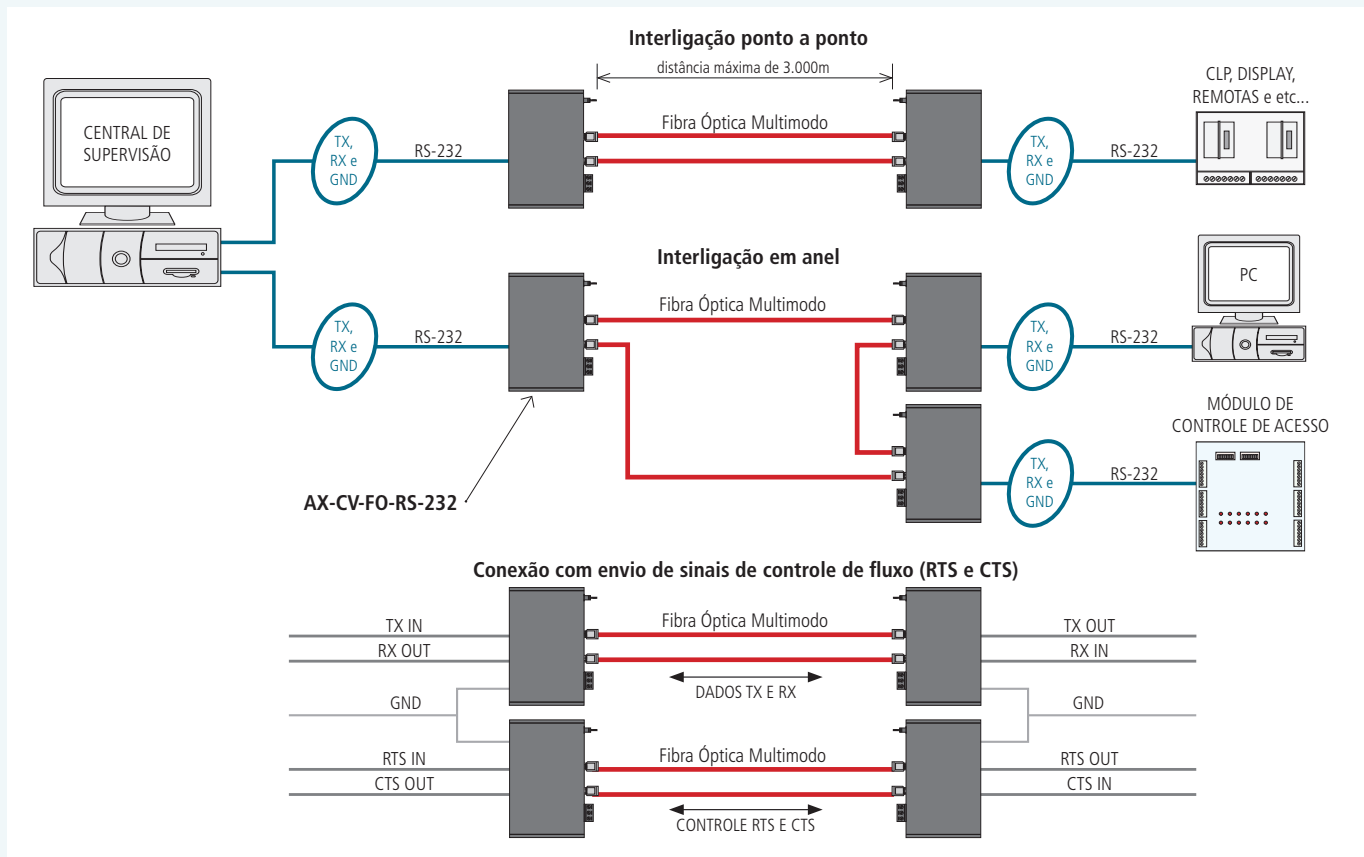 Interligação ponto a ponto
distância máxima de 3.000m
CLP, DISPLAY,
REMOTAS e etc...
CENTRAL DE
SUPERVISÃO
TX,
RX e
GND
RS-232
Fibra Óptica Multimodo
TX,
RX e
GND
RS-232
Interligação em anel
PC
TX,
RX e
GND
RS-232
Fibra Óptica Multimodo
TX,
RX e
GND
RS-232
MÓDULO DE
CONTROLE DE ACESSO
TX,
RX e
GND
RS-232
AX-CV-FO-RS-232
Conexão com envio de sinais de controle de fluxo (RTS e CTS)
TX IN
Fibra Óptica Multimodo
TX OUT
RX OUT
RX IN
DADOS TX E RX
GND
GND
RTS IN
Fibra Óptica Multimodo
RTS OUT
CTS OUT
CTS IN
CONTROLE RTS E CTS